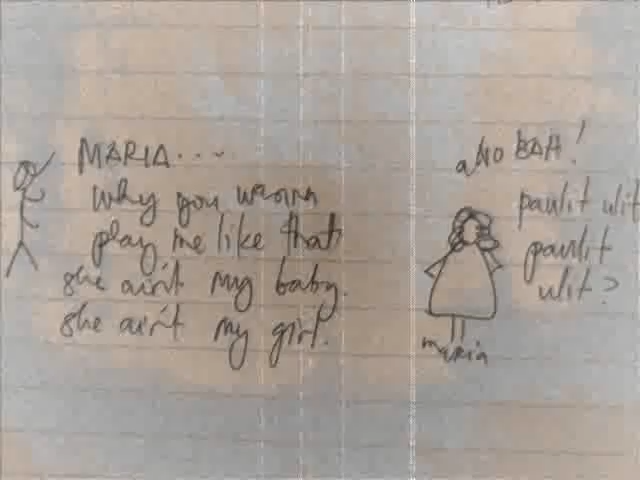 MARIA....
why you wanna
play me like that
she ain't my baby.
she ain't my girl.
aNO BAH!
paulit ulit
paulit
ulit?
maria